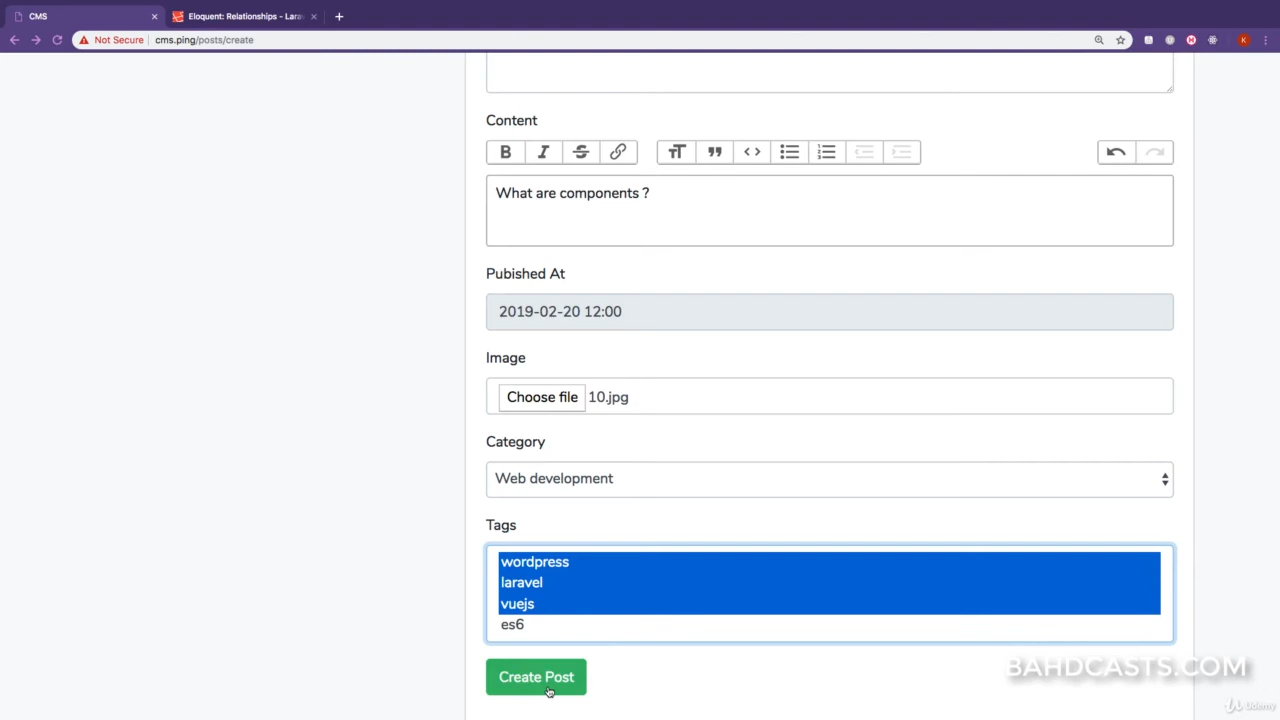 CMS
Eloquent: Relationships - Lara
Not Secure
cms.ping/posts/create
K
Content
What are components ?
Pubished At
2019-02-20 12:00
Image
Choose file 10.jpg
Category
Web development
Tags
wordpress
laravel
vuejs
es6
Create Post
BAHDCASTS.COM
Udemy